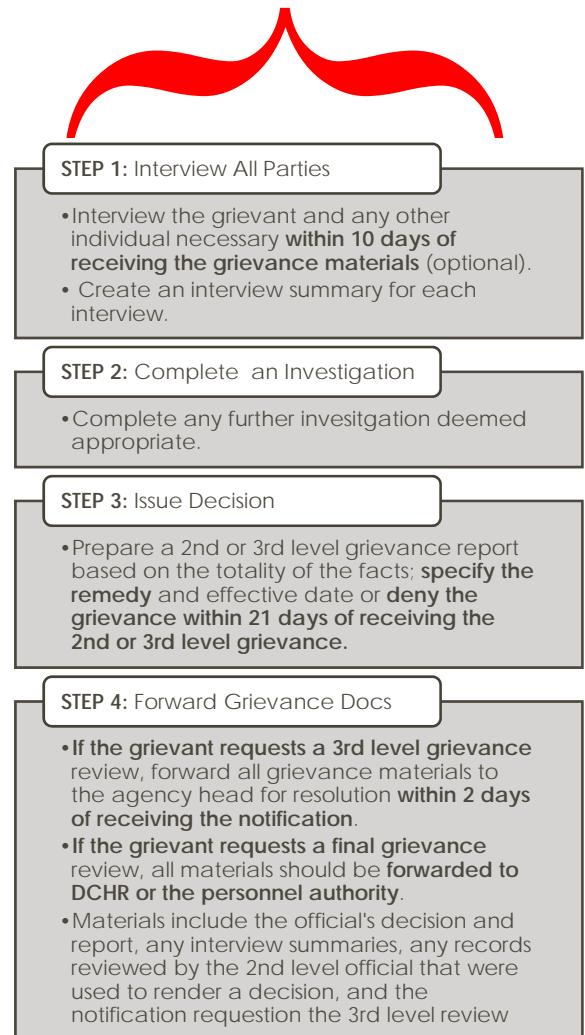 STEP 1: Interview All Parties
•Interview the grievant and any other
individual necessary within 10 days of
receiving the grievance materials (optional).
• Create an interview summary for each
interview.
STEP 2: Complete an Investigation
•Complete any further invesitgation deemed
appropriate.
STEP 3: Issue Decision
•Prepare a 2nd or 3rd level grievance report
based on the totality of the facts; specify the
remedy and effective date or deny the
grievance within 21 days of receiving the
2nd or 3rd level grievance.
STEP 4: Forward Grievance Docs
•If the grievant requests a 3rd level grievance
review, forward all grievance materials to
the agency head for resolution within 2 days
of receiving the notification.
•If the grievant requests a final grievance
review, all materials should be forwarded to
DCHR or the personnel authority.
•Materials include the official's decision and
report, any interview summaries, any records
reviewed by the 2nd level official that were
used to render a decision, and the
notification requestion the 3rd level review